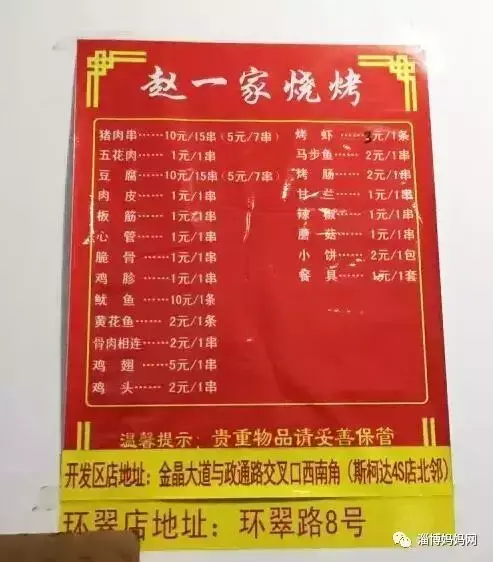 赵一家烧烤
猪肉串……10元/15串(5元/7串)
五花肉……1元/1串
豆腐……10元/15串(5元/7串)
肉皮……1元/1串
板筋……1元/1串
心管……1元/1串
脆骨……1元/1串
鸡胗……1元/1串
鱿鱼……10元/1条
黄花鱼……2元/1条
骨肉相连……2元/1串
鸡翅……5元/1串
鸡头……2元/1串
烤虾……3元/1条
马步鱼……2元/1串
烤肠……2元/1串
甘兰……1元/1串
辣椒……1元/1串
蘑菇……1元/1串
小饼……2元/1包
餐具……1元/1套
温馨提示：贵重物品请妥善保管
开发区店地址：金晶大道与政通路交叉口西南角（斯柯达4S店北邻）
环翠店地址：环翠路8号
淄博妈妈网